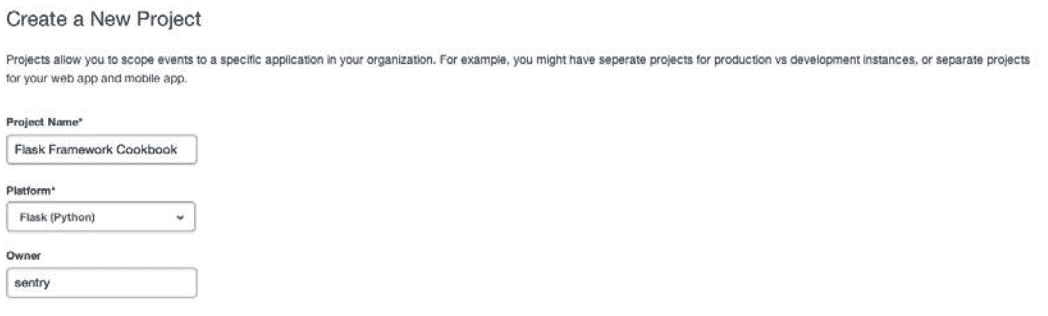 Create a New Project
Projects allow you to scope events to a specific application in your organization. For example, you might have seperate projects for production vs development instances, or separate projects
for your web app and mobile app.
Project Name*
Flask Framework Cookbook
Platform*
Flask (Python)
Owner
sentry